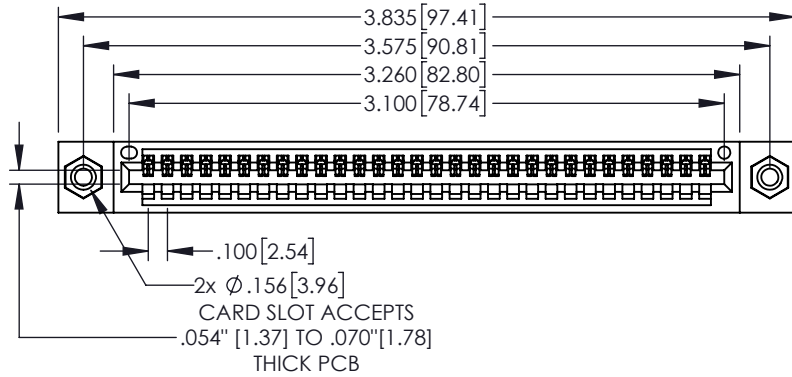 3.835[97.41]
3.575[90.81]
3.260[82.80]
3.100[78.74]
.100[2.54]
2x Ø.156[3.96]
CARD SLOT ACCEPTS
.054" [1.37] TO .070"[1.78]
THICK PCB